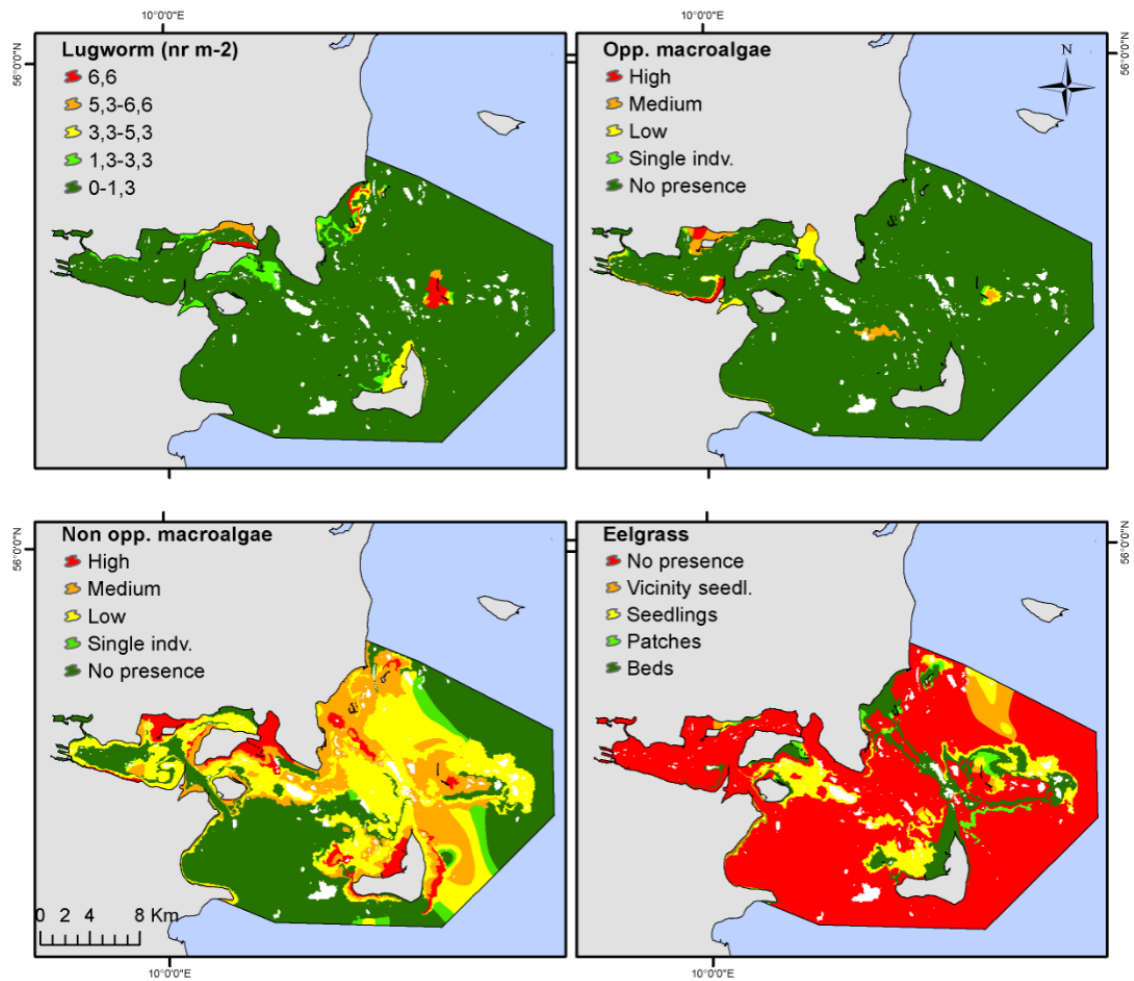 10°0'0"E
10°0'0"E
56°0'0"N
Lugworm (nr m-2)
6,6
5,3-6,6
3,3-5,3
1,3-3,3
0-1,3
Opp. macroalgae
High
Medium
Low
Single indv.
No presence
N
56°0'0"N
56°0'0"N
Non opp. macroalgae
High
Medium
Low
Single indv.
No presence
0 2 4 8 Km
Eelgrass
No presence
Vicinity seedl.
Seedlings
Patches
Beds
56°0'0"N
10°0'0"E
10°0'0"E